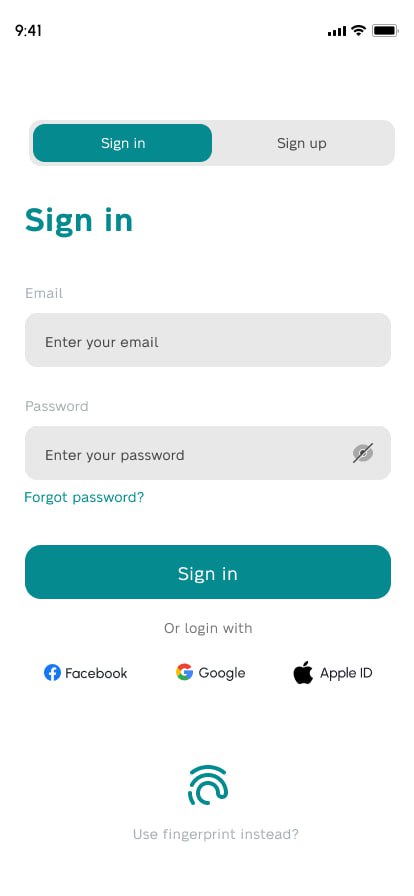 9:41
Sign in Sign up
Sign in
Email
Enter your email
Password
Enter your password
Forgot password?
Sign in
Or login with
Facebook Google Apple ID
Use fingerprint instead?